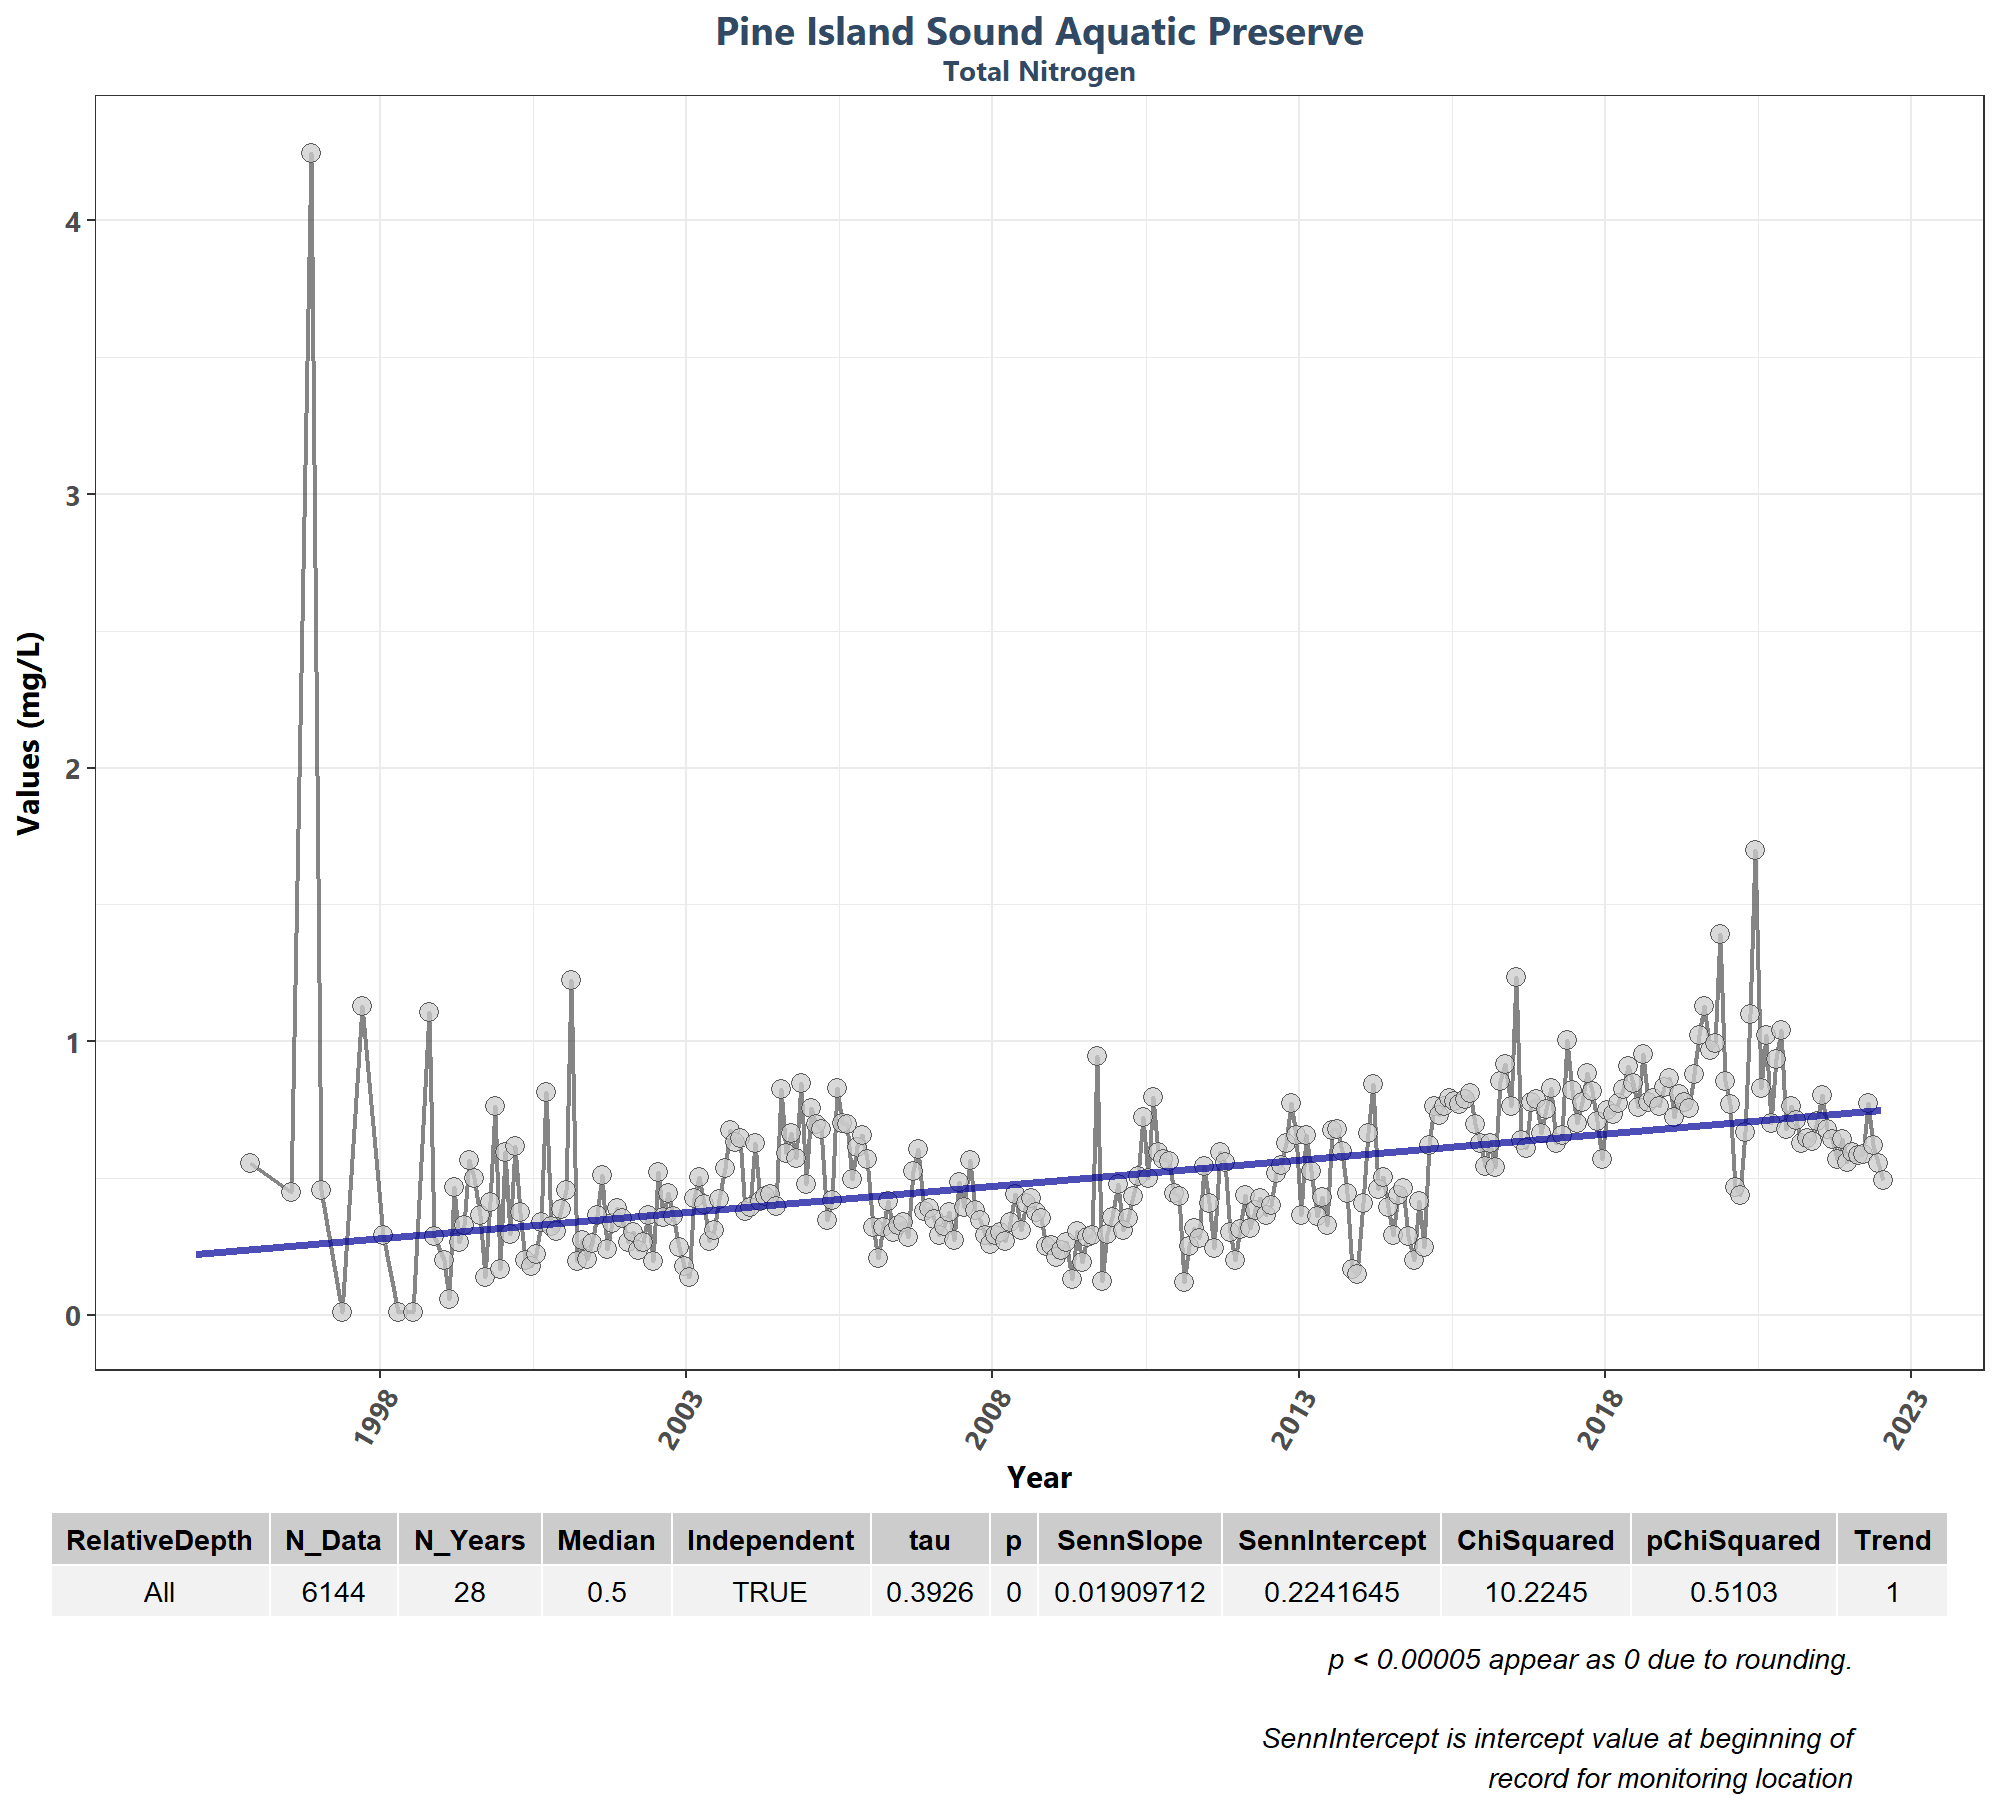 Pine Island Sound Aquatic Preserve
Total Nitrogen
Values (mg/L)
4
3
2
1
0
1998 2003 2008 2013 2018 2023
Year
RelativeDepth N_Data N_Years Median Independent tau p SennSlope SennIntercept ChiSquared pChiSquared Trend
All 6144 28 0.5 TRUE 0.3926 0 0.01909712 0.2241645 10.2245 0.5103 1
p < 0.00005 appear as 0 due to rounding.
SennIntercept is intercept value at beginning of
record for monitoring location